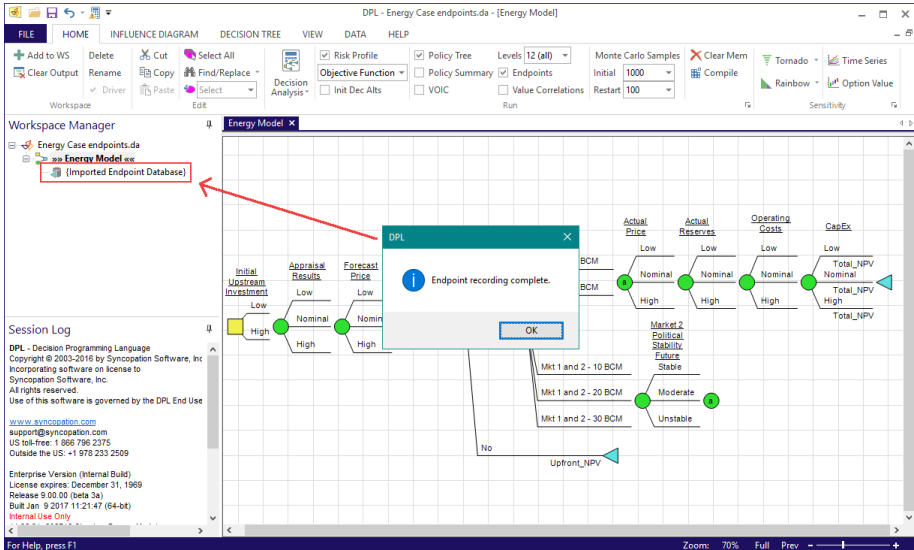 DPL - Energy Case endpoints.da - [Energy Model]
FILE HOME INFLUENCE DIAGRAM DECISION TREE VIEW DATA HELP
Add to WS Delete Cut Select All Risk Profile Policy Tree Levels 12 (all) Monte Carlo Samples Clear Mem Tornado Time Series
Clear Output Rename Copy Find/Replace Decision Analysis Objective Function Policy Summary Endpoints Initial 1000 Compile
Driver Paste Select Init Dec Alts VOIC Value Correlations Restart 100 Rainbow Option Value
Workspace Edit Run Sensitivity
Workspace Manager
Energy Model
Energy Case endpoints.da
»» Energy Model ««
{Imported Endpoint Database}
DPL
Endpoint recording complete.
OK
Initial
Upstream
Investment
Low
High
Appraisal
Results
Low
Nominal
High
Forecast
Price
Low
Nomin
High
BCM
BCM
Actual
Price
Low
Nominal
High
a
Actual
Reserves
Low
Nominal
High
Operating
Costs
Low
Nominal
High
CapEx
Low
Total_NPV
Nominal
Total_NPV
High
Total_NPV
Mkt 1 and 2 - 10 BCM
Mkt 1 and 2 - 20 BCM
Mkt 1 and 2 - 30 BCM
Market 2
Political
Stability
Future
Stable
Moderate
Unstable
a
No
Upfront_NPV
Session Log
DPL - Decision Programming Language
Copyright © 2003-2016 by Syncopation Software, Inc
Incorporating software on license to
Syncopation Software, Inc.
All rights reserved.
Use of this software is governed by the DPL End Use
www.syncopation.com
support@syncopation.com
US toll-free: 1 866 796 2375
Outside the US: +1 978 233 2509
Enterprise Version (Internal Build)
License expires: December 31, 1969
Release 9.00.00 (beta 3a)
Built Jan 9 2017 11:21:47 (64-bit)
Internal Use Only
For Help, press F1
Zoom: 70% Full Prev